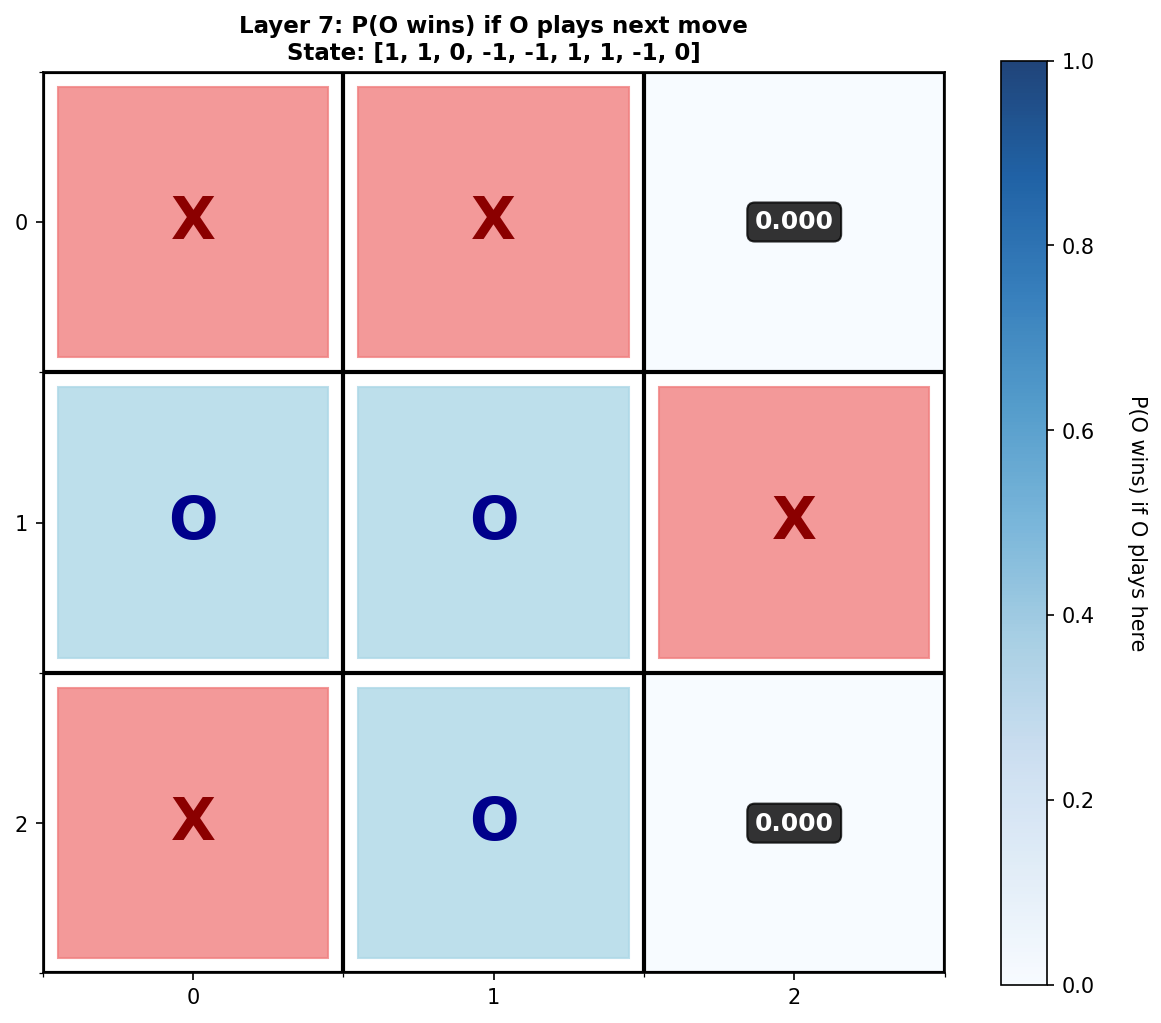 Layer 7: P(O wins) if O plays next move
State: [1, 1, 0, -1, -1, 1, 1, -1, 0]
0
X
X
0.000
1
O
O
X
2
X
O
0.000
0
1
2
1.0
0.8
0.6
0.4
0.2
0.0
P(O wins) if O plays here